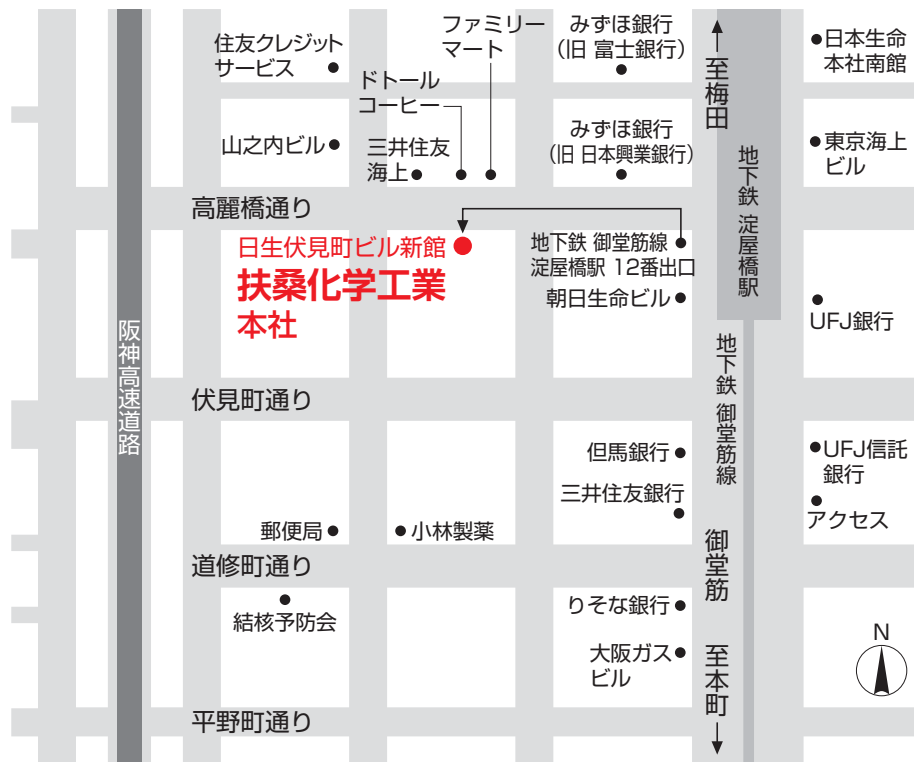 住友クレジット
サービス
ファミリー
マート
みずほ銀行
(旧 富士銀行)
至梅田
日本生命
本社南館
ドトール
コーヒー
山之内ビル
三井住友
海上
みずほ銀行
(旧 日本興業銀行)
東京海上
ビル
地下鉄 淀屋橋駅
高麗橋通り
日生伏見町ビル新館
扶桑化学工業
本社
地下鉄 御堂筋線
淀屋橋駅 12番出口
朝日生命ビル
UFJ銀行
阪神高速道路
地下鉄 御堂筋線
伏見町通り
但馬銀行
三井住友銀行
UFJ信託
銀行
アクセス
郵便局
小林製薬
御堂筋
道修町通り
結核予防会
りそな銀行
大阪ガス
ビル
至本町
N
平野町通り